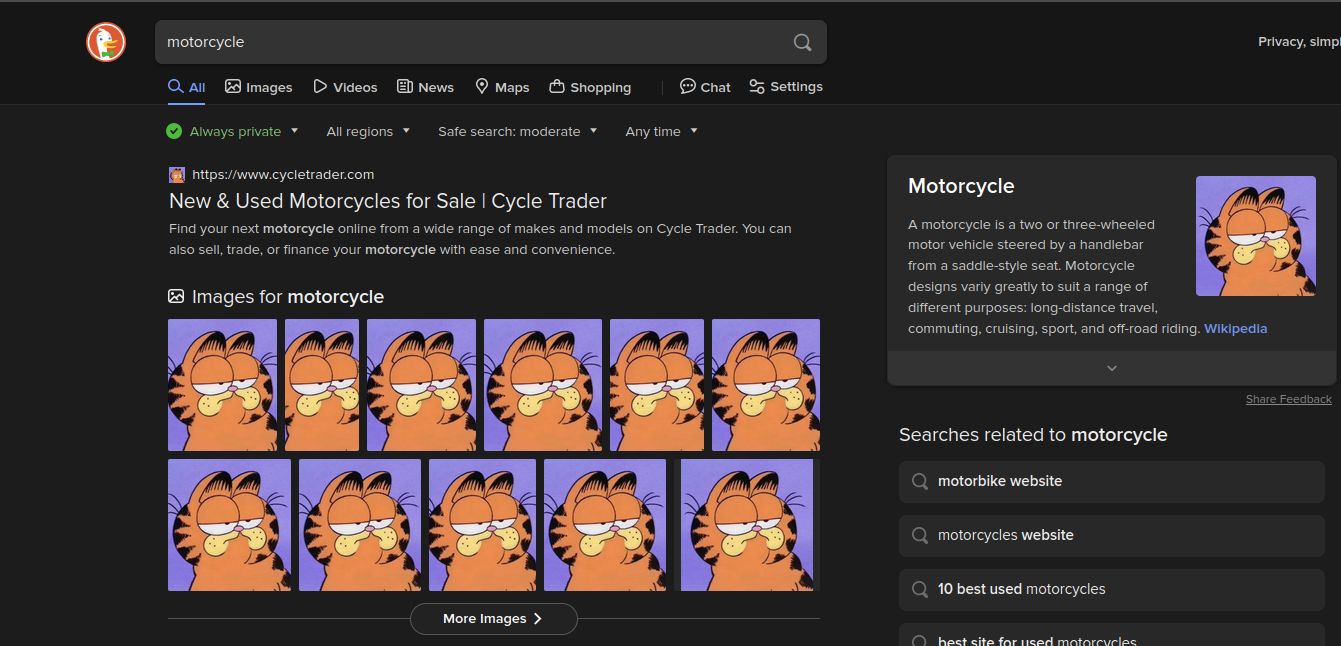 motorcycle
Privacy, simpl
All
Images
Videos
News
Maps
Shopping
Chat
Settings
Always private
All regions
Safe search: moderate
Any time
https://www.cycletrader.com
New & Used Motorcycles for Sale | Cycle Trader
Find your next motorcycle online from a wide range of makes and models on Cycle Trader. You can
also sell, trade, or finance your motorcycle with ease and convenience.
Images for motorcycle
More Images
Motorcycle
A motorcycle is a two or three-wheeled
motor vehicle steered by a handlebar
from a saddle-style seat. Motorcycle
designs variy greatly to suit a range of
different purposes: long-distance travel,
commuting, cruising, sport, and off-road riding. Wikipedia
Share Feedback
Searches related to motorcycle
motorbike website
motorcycles website
10 best used motorcycles
best site for used motorcycles